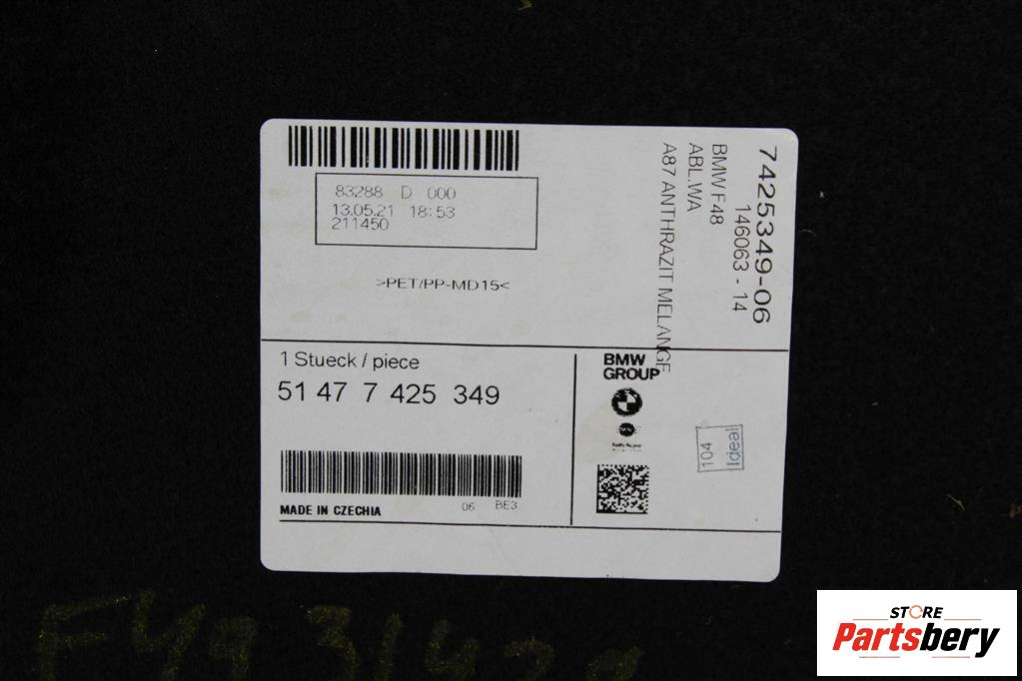 83288 D 000
13.05.21 18:53
211450
>PET/PP-MD15<
7425349-06
146063 - 14
BMW F48
ABL.WA
A87 ANTHRAZIT MELANGE
1 Stueck / piece
51 47 7 425 349
BMW
GROUP
ideal
104
MADE IN CZECHIA
06 BE3
STORE
Partsbery